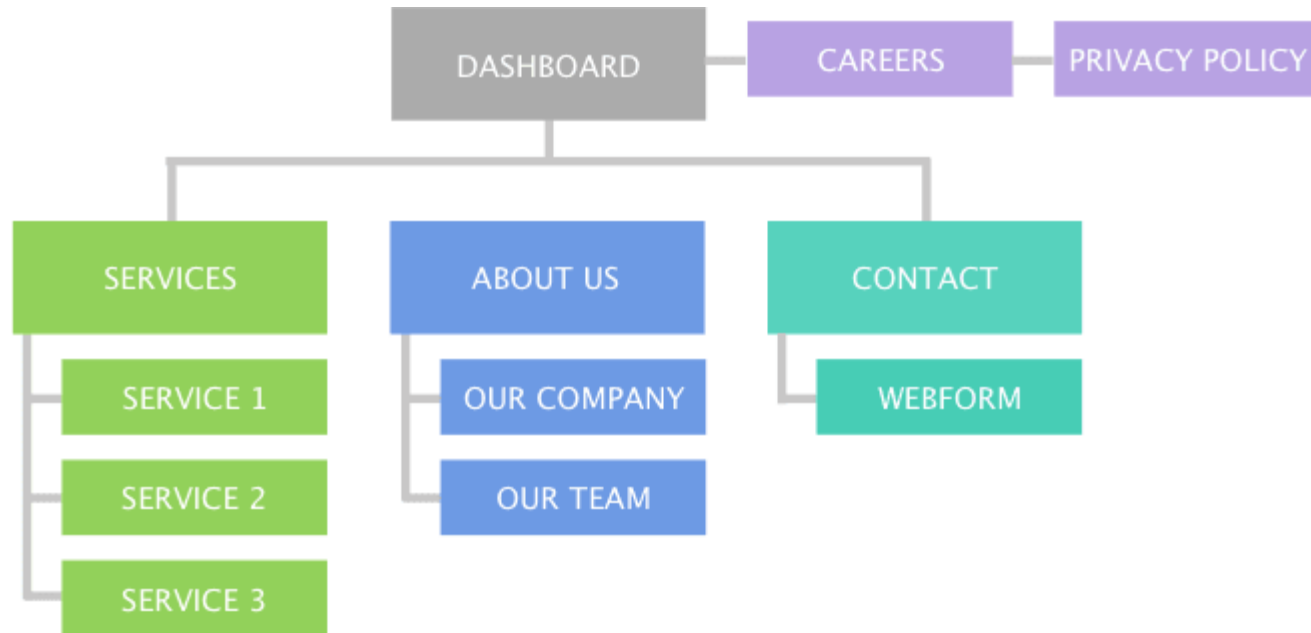 DASHBOARD
CAREERS
PRIVACY POLICY
SERVICES
ABOUT US
CONTACT
SERVICE 1
OUR COMPANY
WEBFORM
SERVICE 2
OUR TEAM
SERVICE 3